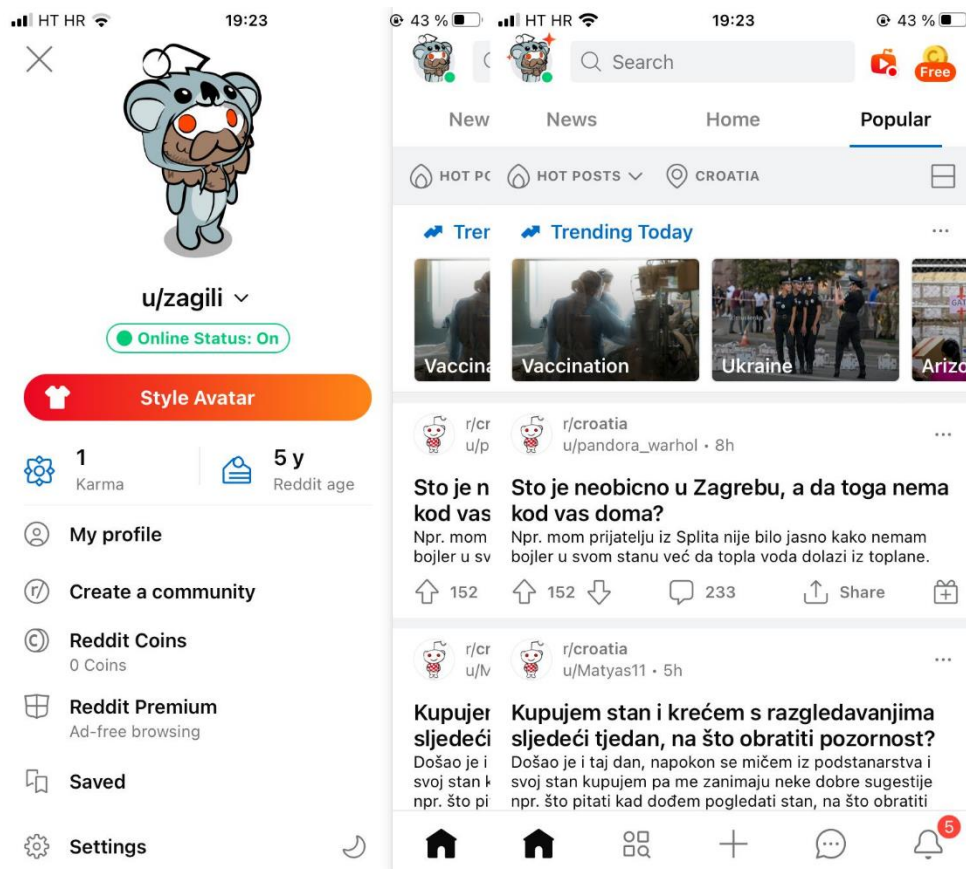 HT HR 19:23
u/zagili
Online Status: On
Style Avatar
1 5 y
Karma Reddit age
My profile
Create a community
Reddit Coins
0 Coins
Reddit Premium
Ad-free browsing
Saved
Settings
43 %
New
HOT PC
Trer
Vaccina
r/cr
u/p
Sto je n
kod vas
Npr. mom
bojler u sv
152
r/cr
u/M
Kupujer
sljedeći
Došao je i
svoj stan k
npr. što pi
HT HR 19:23 43 %
Search
Free
News Home Popular
HOT POSTS CROATIA
Trending Today
Vaccination Ukraine Arizo
r/croatia
u/pandora_warhol • 8h
Sto je neobicno u Zagrebu, a da toga nema
kod vas doma?
Npr. mom prijatelju iz Splita nije bilo jasno kako nemam
bojler u svom stanu već da topla voda dolazi iz toplane.
152 233 Share
r/croatia
u/Matyas11 • 5h
Kupujem stan i krećem s razgledavanjima
sljedeći tjedan, na što obratiti pozornost?
Došao je i taj dan, napokon se mičem iz podstanarstva i
svoj stan kupujem pa me zanimaju neke dobre sugestije
npr. što pitati kad dođem pogledati stan, na što obratiti
5